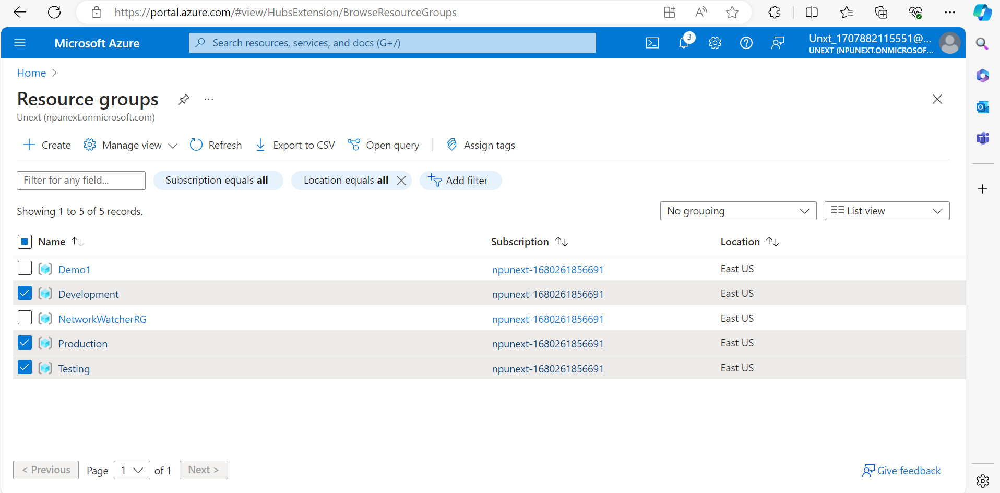 https://portal.azure.com/#view/HubsExtension/BrowseResourceGroups
Microsoft Azure
Search resources, services, and docs (G+/)
3
Unxt_1707882115551@...
UNEXT (NPUNEXT.ONMICROSOF...
Home
Resource groups
Unext (npunext.onmicrosoft.com)
Create Manage view Refresh Export to CSV Open query Assign tags
Filter for any field... Subscription equals all Location equals all Add filter
Showing 1 to 5 of 5 records. No grouping List view
Name Subscription Location
Demo1 npunext-1680261856691 East US
Development npunext-1680261856691 East US
NetworkWatcherRG npunext-1680261856691 East US
Production npunext-1680261856691 East US
Testing npunext-1680261856691 East US
< Previous Page 1 of 1 Next > Give feedback